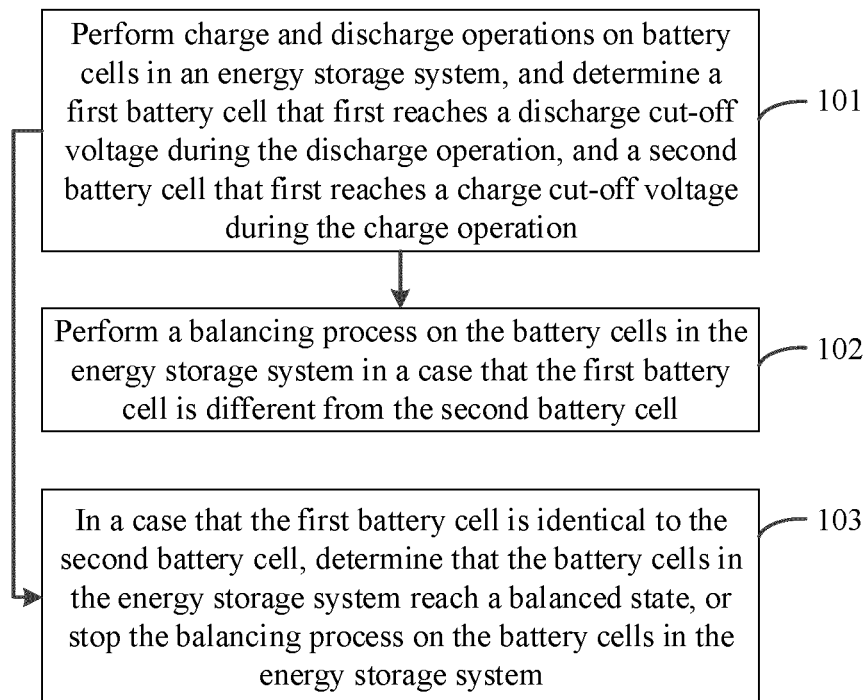 Perform charge and discharge operations on battery
cells in an energy storage system, and determine a
first battery cell that first reaches a discharge cut-off
voltage during the discharge operation, and a second
battery cell that first reaches a charge cut-off voltage
during the charge operation
101
Perform a balancing process on the battery cells in the
energy storage system in a case that the first battery
cell is different from the second battery cell
102
In a case that the first battery cell is identical to the
second battery cell, determine that the battery cells in
the energy storage system reach a balanced state, or
stop the balancing process on the battery cells in the
energy storage system
103